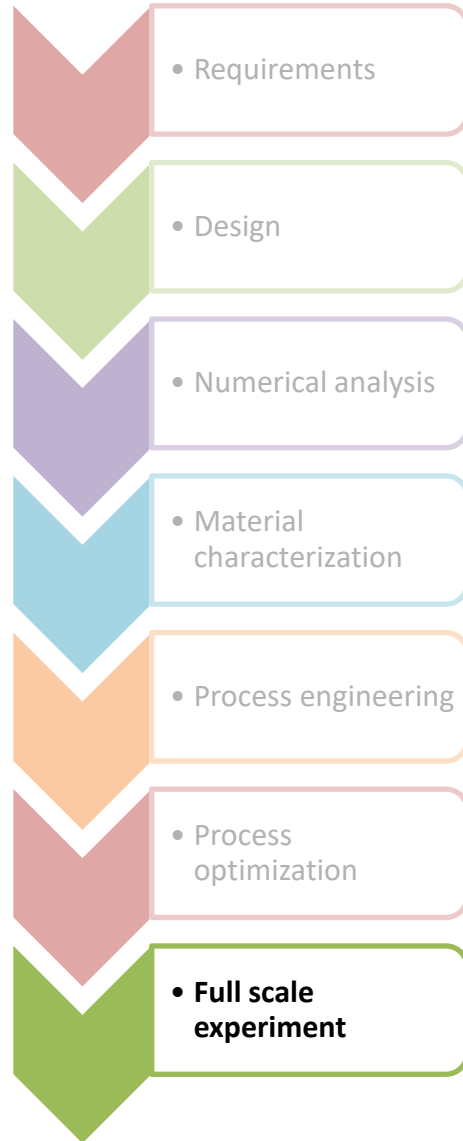 • Requirements
• Design
• Numerical analysis
• Material
characterization
• Process engineering
• Process
optimization
• Full scale
experiment